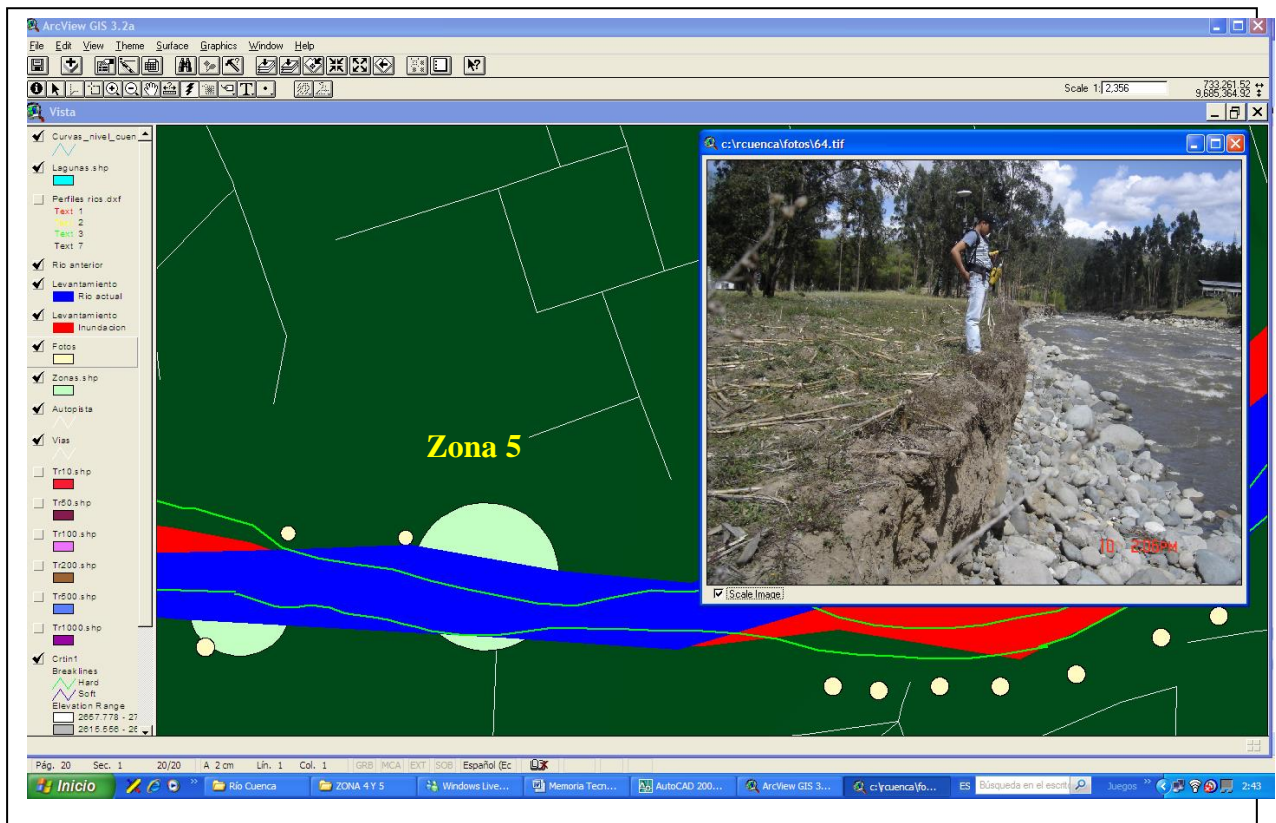 ArcView GIS 3.2a
File Edit View Theme Surface Graphics Window Help
Scale 1: 2,356
733,261.52
9,685,364.92
Vista
Curvas_nivel_cuen
Lagunas.shp
Perfiles rios.dxf
Text 1
2
Text 3
Text 7
Rio anterior
Levantamiento
Rio actual
Levantamiento
Inundacion
Fotos
Zonas.shp
Autopista
Vias
Tr10.shp
Tr50.shp
Tr100.shp
Tr200.shp
Tr500.shp
Tr1000.shp
Crtin1
Breaklines
Hard
Soft
Elevation Range
2667.778 - 27
2615.556 - 26
Zona 5
c:\rcuenca\fotos\64.tif
10 2:06PM
Scale Image
Pág. 20 Sec. 1 20/20 A 2 cm Lín. 1 Col. 1 GRB MCA EXT SOB Español (Ec
Inicio Río Cuenca ZONA 4 Y 5 Windows Live... Memoria Tecn... AutoCAD 200... ArcView GIS 3... c:\rcuenca\fo... ES Búsqueda en el escrit Juegos 2:43